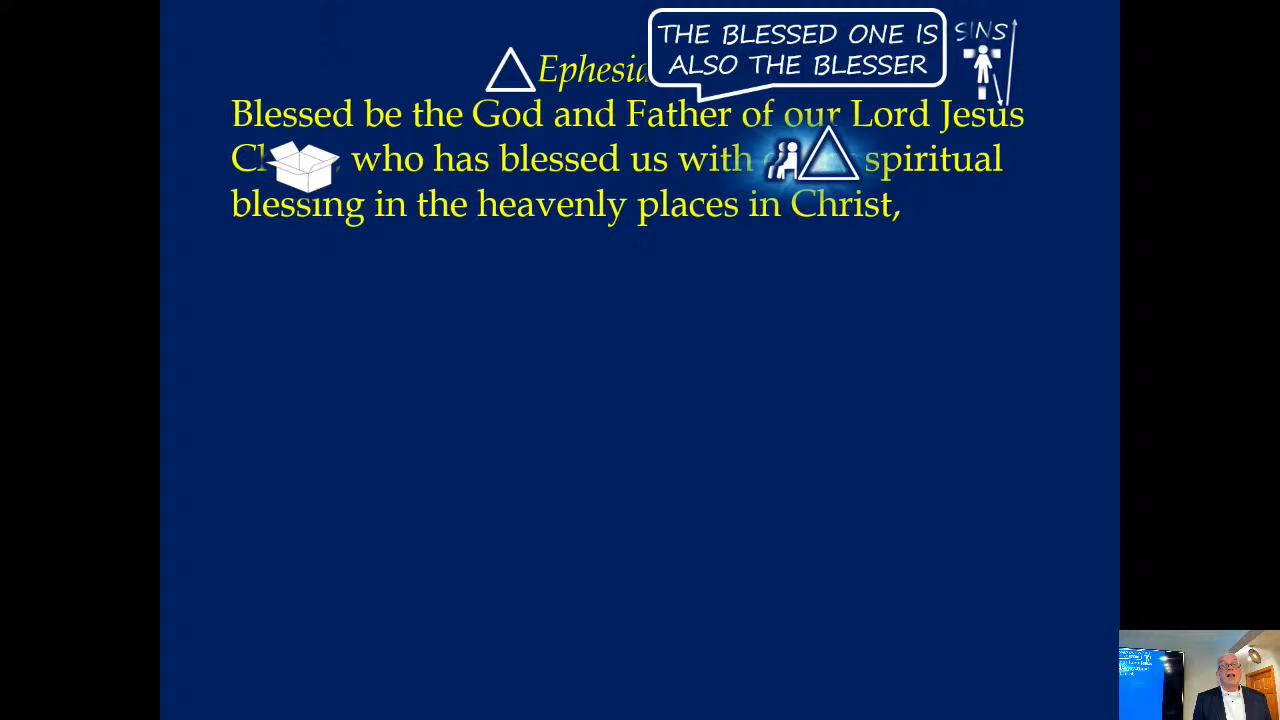 THE BLESSED ONE IS
ALSO THE BLESSER
SINS
Blessed be the God and Father of our Lord Jesus
who has blessed us with spiritual
blessing in the heavenly places in Christ,